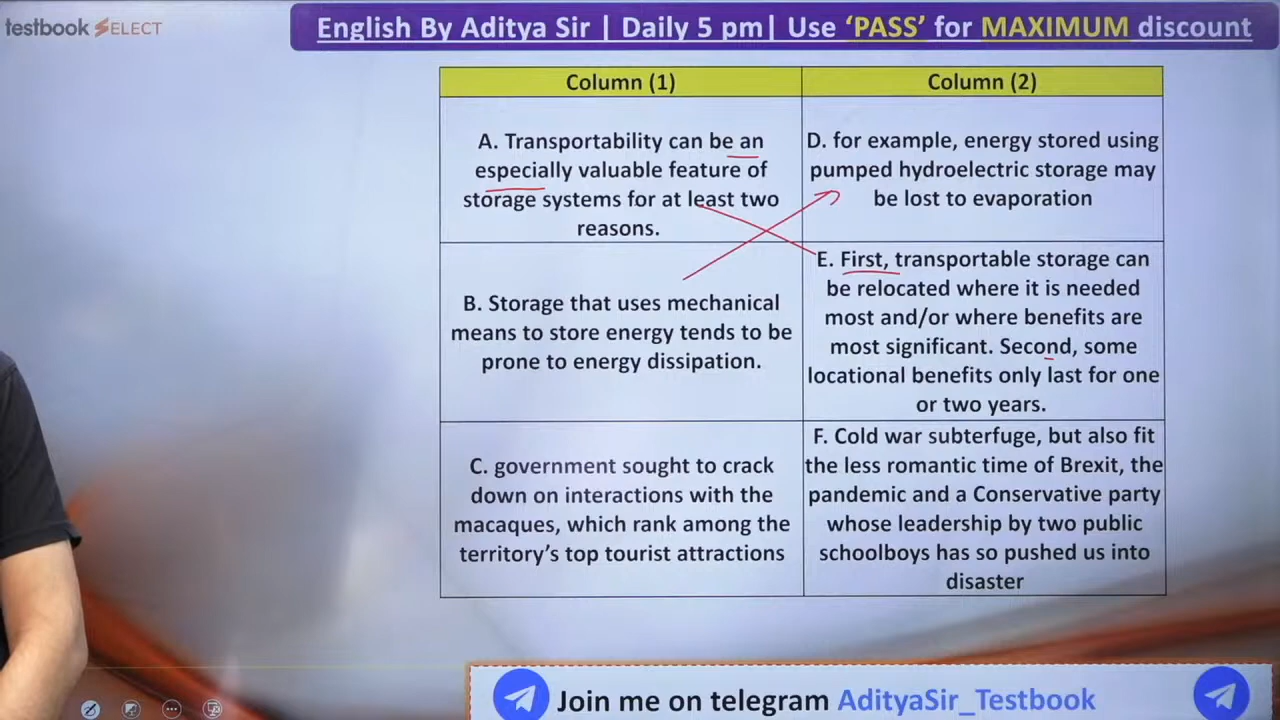 testbook SELECT
English By Aditya Sir | Daily 5 pm| Use ‘PASS’ for MAXIMUM discount
Column (1)
Column (2)
A. Transportability can be an
especially valuable feature of
storage systems for at least two
reasons.
D. for example, energy stored using
pumped hydroelectric storage may
be lost to evaporation
B. Storage that uses mechanical
means to store energy tends to be
prone to energy dissipation.
E. First, transportable storage can
be relocated where it is needed
most and/or where benefits are
most significant. Second, some
locational benefits only last for one
or two years.
C. government sought to crack
down on interactions with the
macaques, which rank among the
territory’s top tourist attractions
F. Cold war subterfuge, but also fit
the less romantic time of Brexit, the
pandemic and a Conservative party
whose leadership by two public
schoolboys has so pushed us into
disaster
Join me on telegram AdityaSir_Testbook